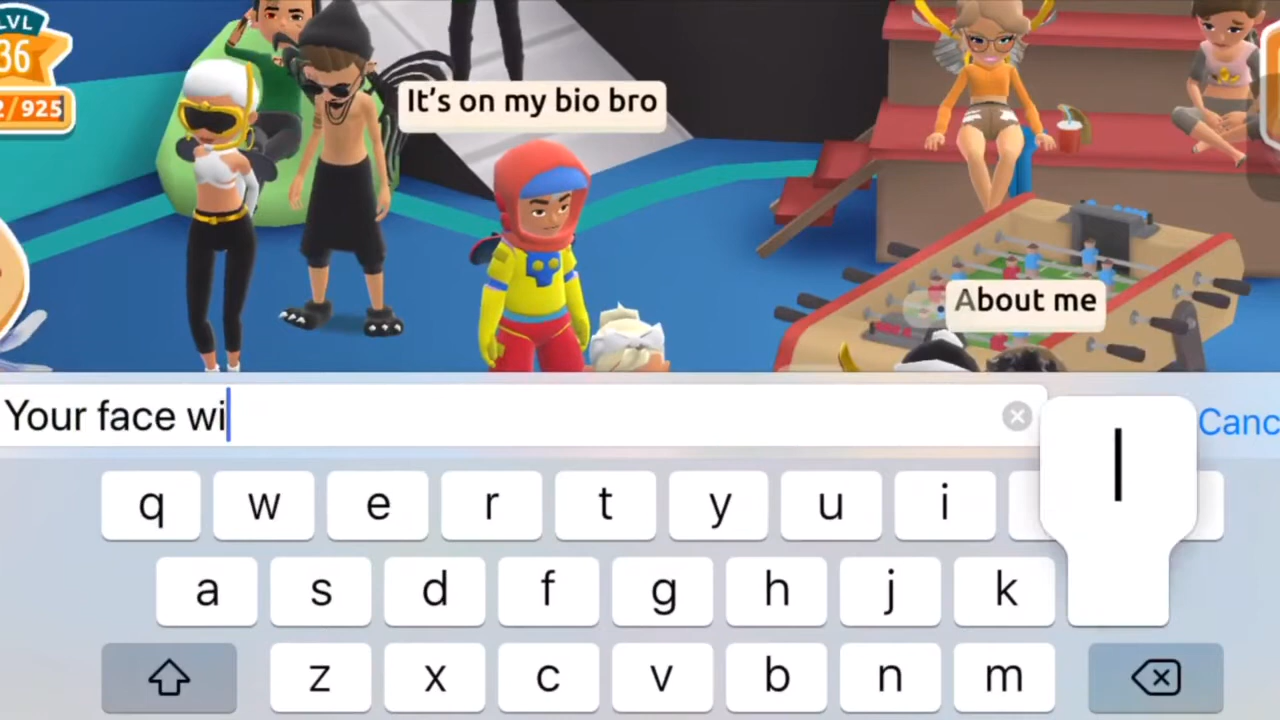 LVL
36
2/925
It's on my bio bro
About me
Your face wi
Canc
l
q w e r t y u i
a s d f g h j k
z x c v b n m